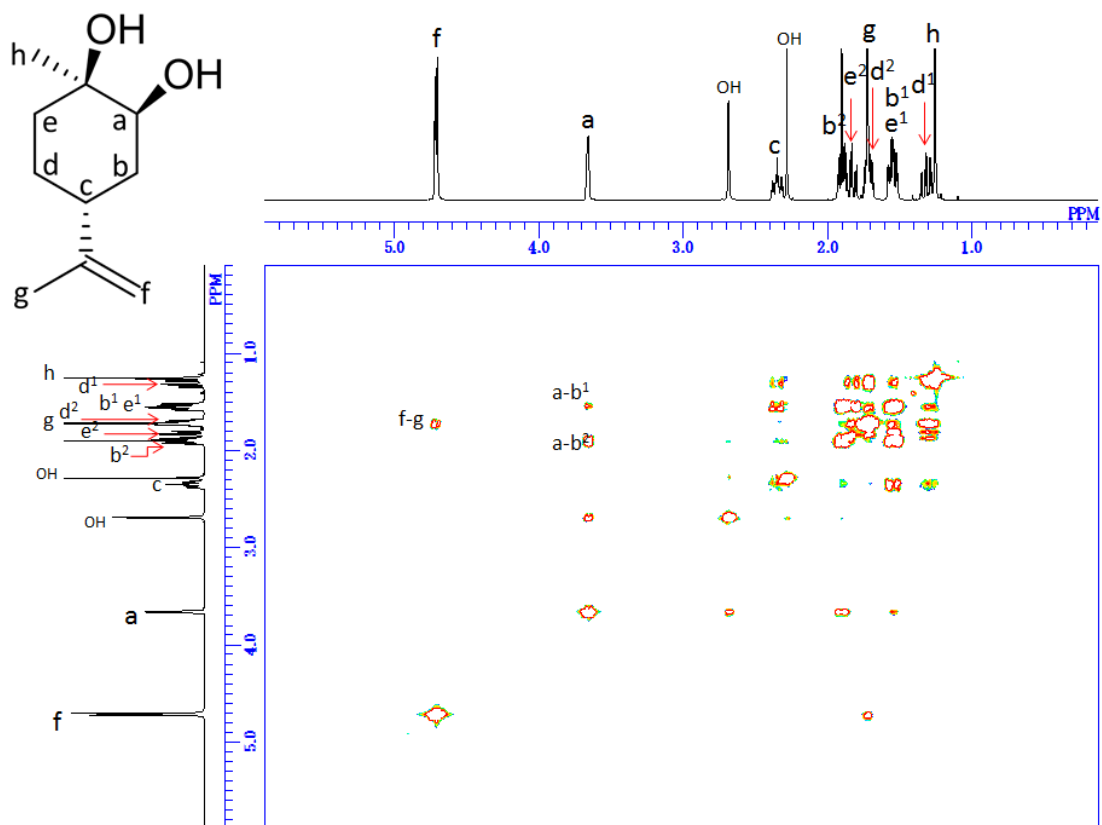 OH
h
OH
e
a
d
b
c
g
f
f
a
OH
c
OH
b²
e²
g
d²
b¹
e¹
d¹
h
PPM
5.0
4.0
3.0
2.0
1.0
PPM
1.0
2.0
3.0
4.0
5.0
h
d¹
b¹ e¹
d²
g
e²
b²
OH
c
OH
a
f
a-b¹
f-g
a-b²